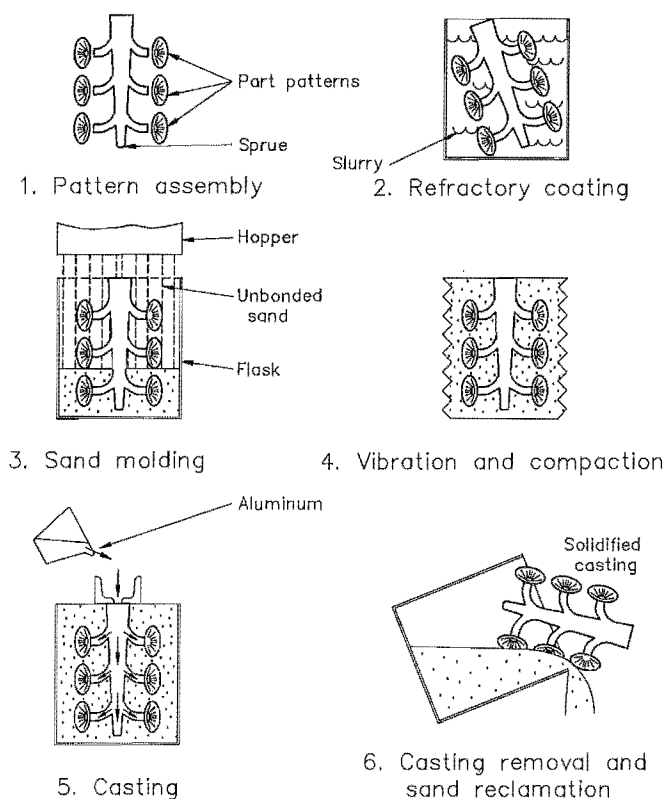 Part patterns
Sprue
1. Pattern assembly
Slurry
2. Refractory coating
Hopper
Unbonded
sand
Flask
3. Sand molding
4. Vibration and compaction
Aluminum
5. Casting
Solidified
casting
6. Casting removal and
sand reclamation